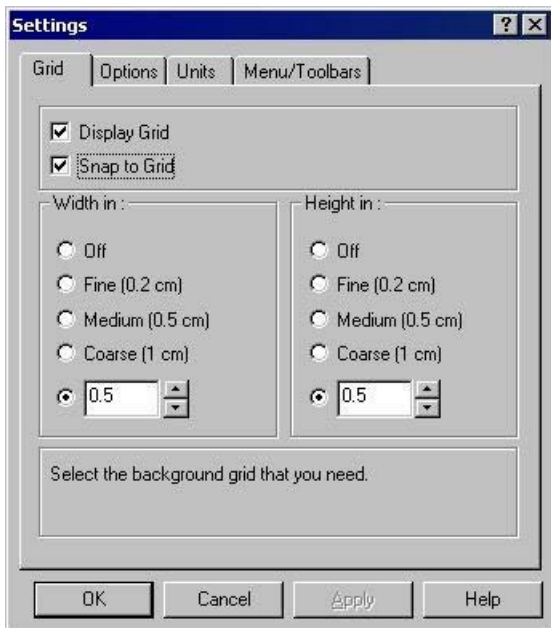 Settings
Grid Options Units Menu/Toolbars
Display Grid
Snap to Grid
Width in : Height in :
Off Off
Fine (0.2 cm) Fine (0.2 cm)
Medium (0.5 cm) Medium (0.5 cm)
Coarse (1 cm) Coarse (1 cm)
0.5 0.5
Select the background grid that you need.
OK Cancel Apply Help